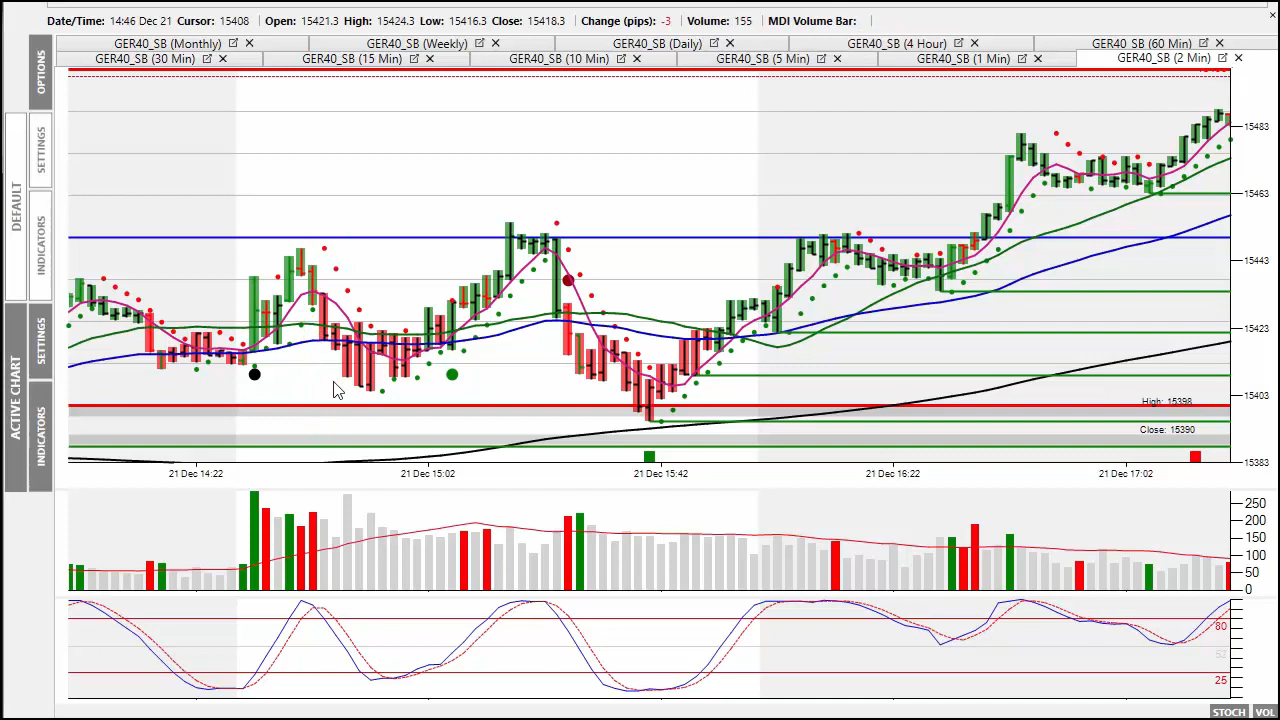 Date/Time: 14:46 Dec 21 Cursor: 15408 Open: 15421.3 High: 15424.3 Low: 15416.3 Close: 15418.3 Change (pips): -3 Volume: 155 MDI Volume Bar:
GER40_SB (Monthly) GER40_SB (Weekly) GER40_SB (Daily) GER40_SB (4 Hour) GER40_SB (60 Min)
GER40_SB (30 Min) GER40_SB (15 Min) GER40_SB (10 Min) GER40_SB (5 Min) GER40_SB (1 Min) GER40_SB (2 Min)
OPTIONS
DEFAULT
SETTINGS
INDICATORS
ACTIVE CHART
SETTINGS
INDICATORS
15483
15463
15443
15423
15403
15383
High: 15398
Close: 15390
21 Dec 14:22 21 Dec 15:02 21 Dec 15:42 21 Dec 16:22 21 Dec 17:02
250
200
150
100
50
0
80
52
25
STOCH VOL